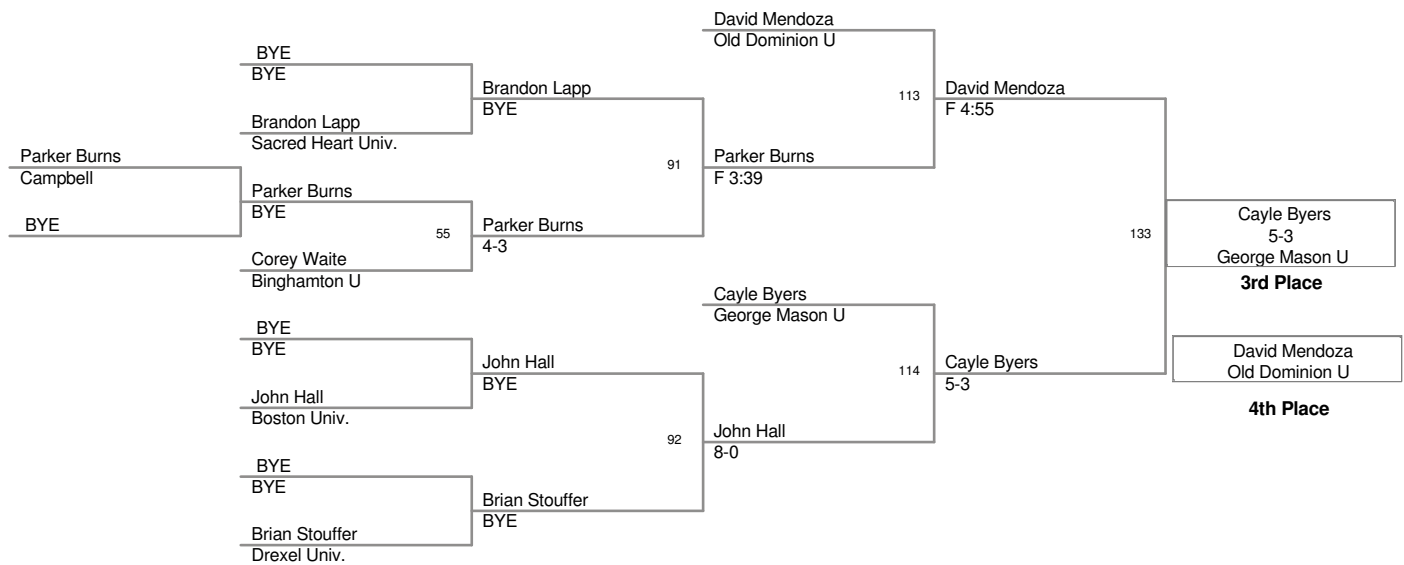 David Mendoza
Old Dominion U
BYE
BYE
Brandon Lapp
BYE
113
David Mendoza
F 4:55
Brandon Lapp
Sacred Heart Univ.
Parker Burns
Campbell
91
Parker Burns
F 3:39
Parker Burns
BYE
BYE
55
Parker Burns
4-3
133
Cayle Byers
5-3
George Mason U
3rd Place
Corey Waite
Binghamton U
Cayle Byers
George Mason U
BYE
BYE
John Hall
BYE
114
Cayle Byers
5-3
David Mendoza
Old Dominion U
4th Place
John Hall
Boston Univ.
92
John Hall
8-0
BYE
BYE
Brian Stouffer
BYE
Brian Stouffer
Drexel Univ.